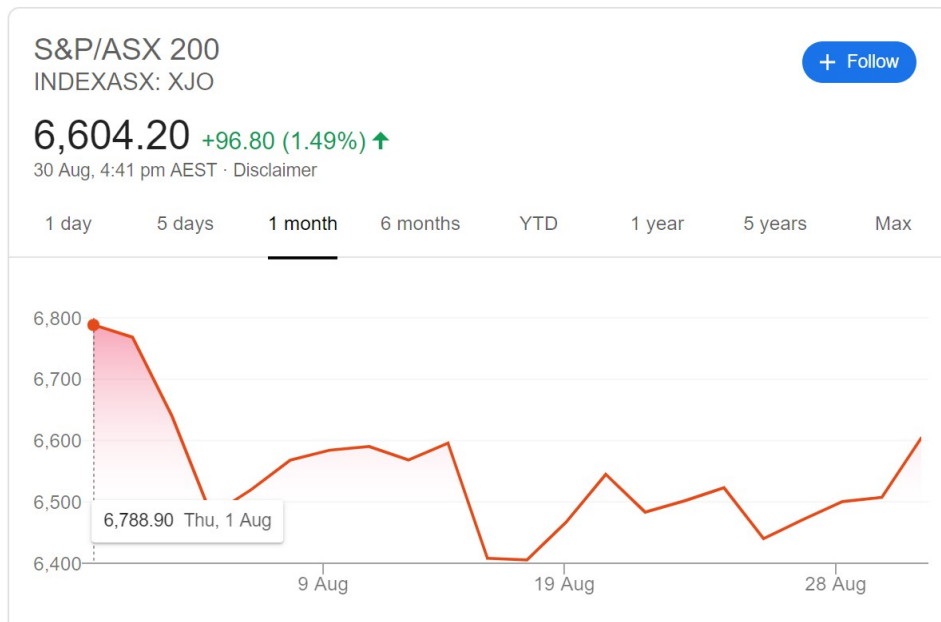 S&P/ASX 200
INDEXASX: XJO
+ Follow
6,604.20 +96.80 (1.49%) ↑
30 Aug, 4:41 pm AEST · Disclaimer
1 day 5 days 1 month 6 months YTD 1 year 5 years Max
6,800
6,700
6,600
6,500
6,788.90 Thu, 1 Aug
6,400
9 Aug 19 Aug 28 Aug